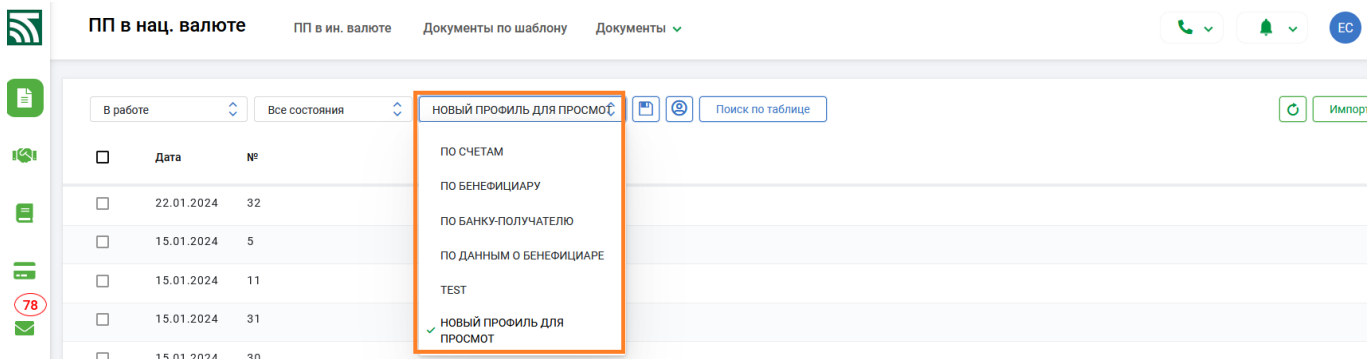 ПП в нац. валюте
ПП в ин. валюте
Документы по шаблону
Документы
ЕС
В работе
Все состояния
НОВЫЙ ПРОФИЛЬ ДЛЯ ПРОСМОТ
Поиск по таблице
Импорт
Дата
№
ПО СЧЕТАМ
ПО БЕНЕФИЦИАРУ
ПО БАНКУ-ПОЛУЧАТЕЛЮ
ПО ДАННЫМ О БЕНЕФИЦИАРЕ
TEST
НОВЫЙ ПРОФИЛЬ ДЛЯ
ПРОСМОТ
22.01.2024 32
15.01.2024 5
15.01.2024 11
15.01.2024 31
15.01.2024 30
78